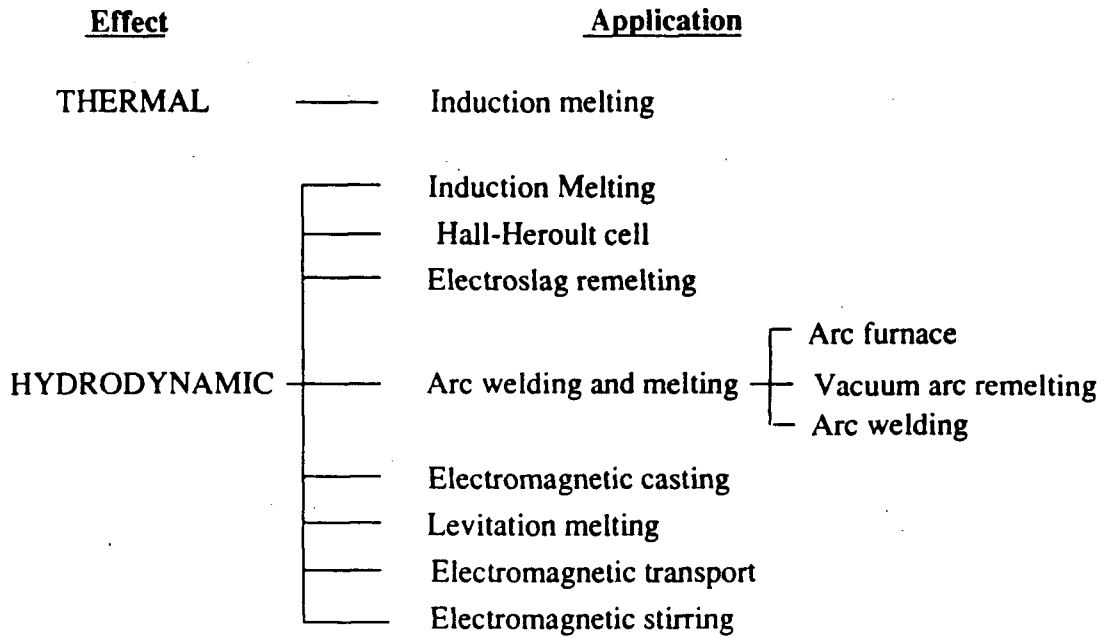 Effect Application
THERMAL Induction melting
Induction Melting
Hall-Heroult cell
Electroslag remelting
Arc furnace
HYDRODYNAMIC Arc welding and melting Vacuum arc remelting
Arc welding
Electromagnetic casting
Levitation melting
Electromagnetic transport
Electromagnetic stirring